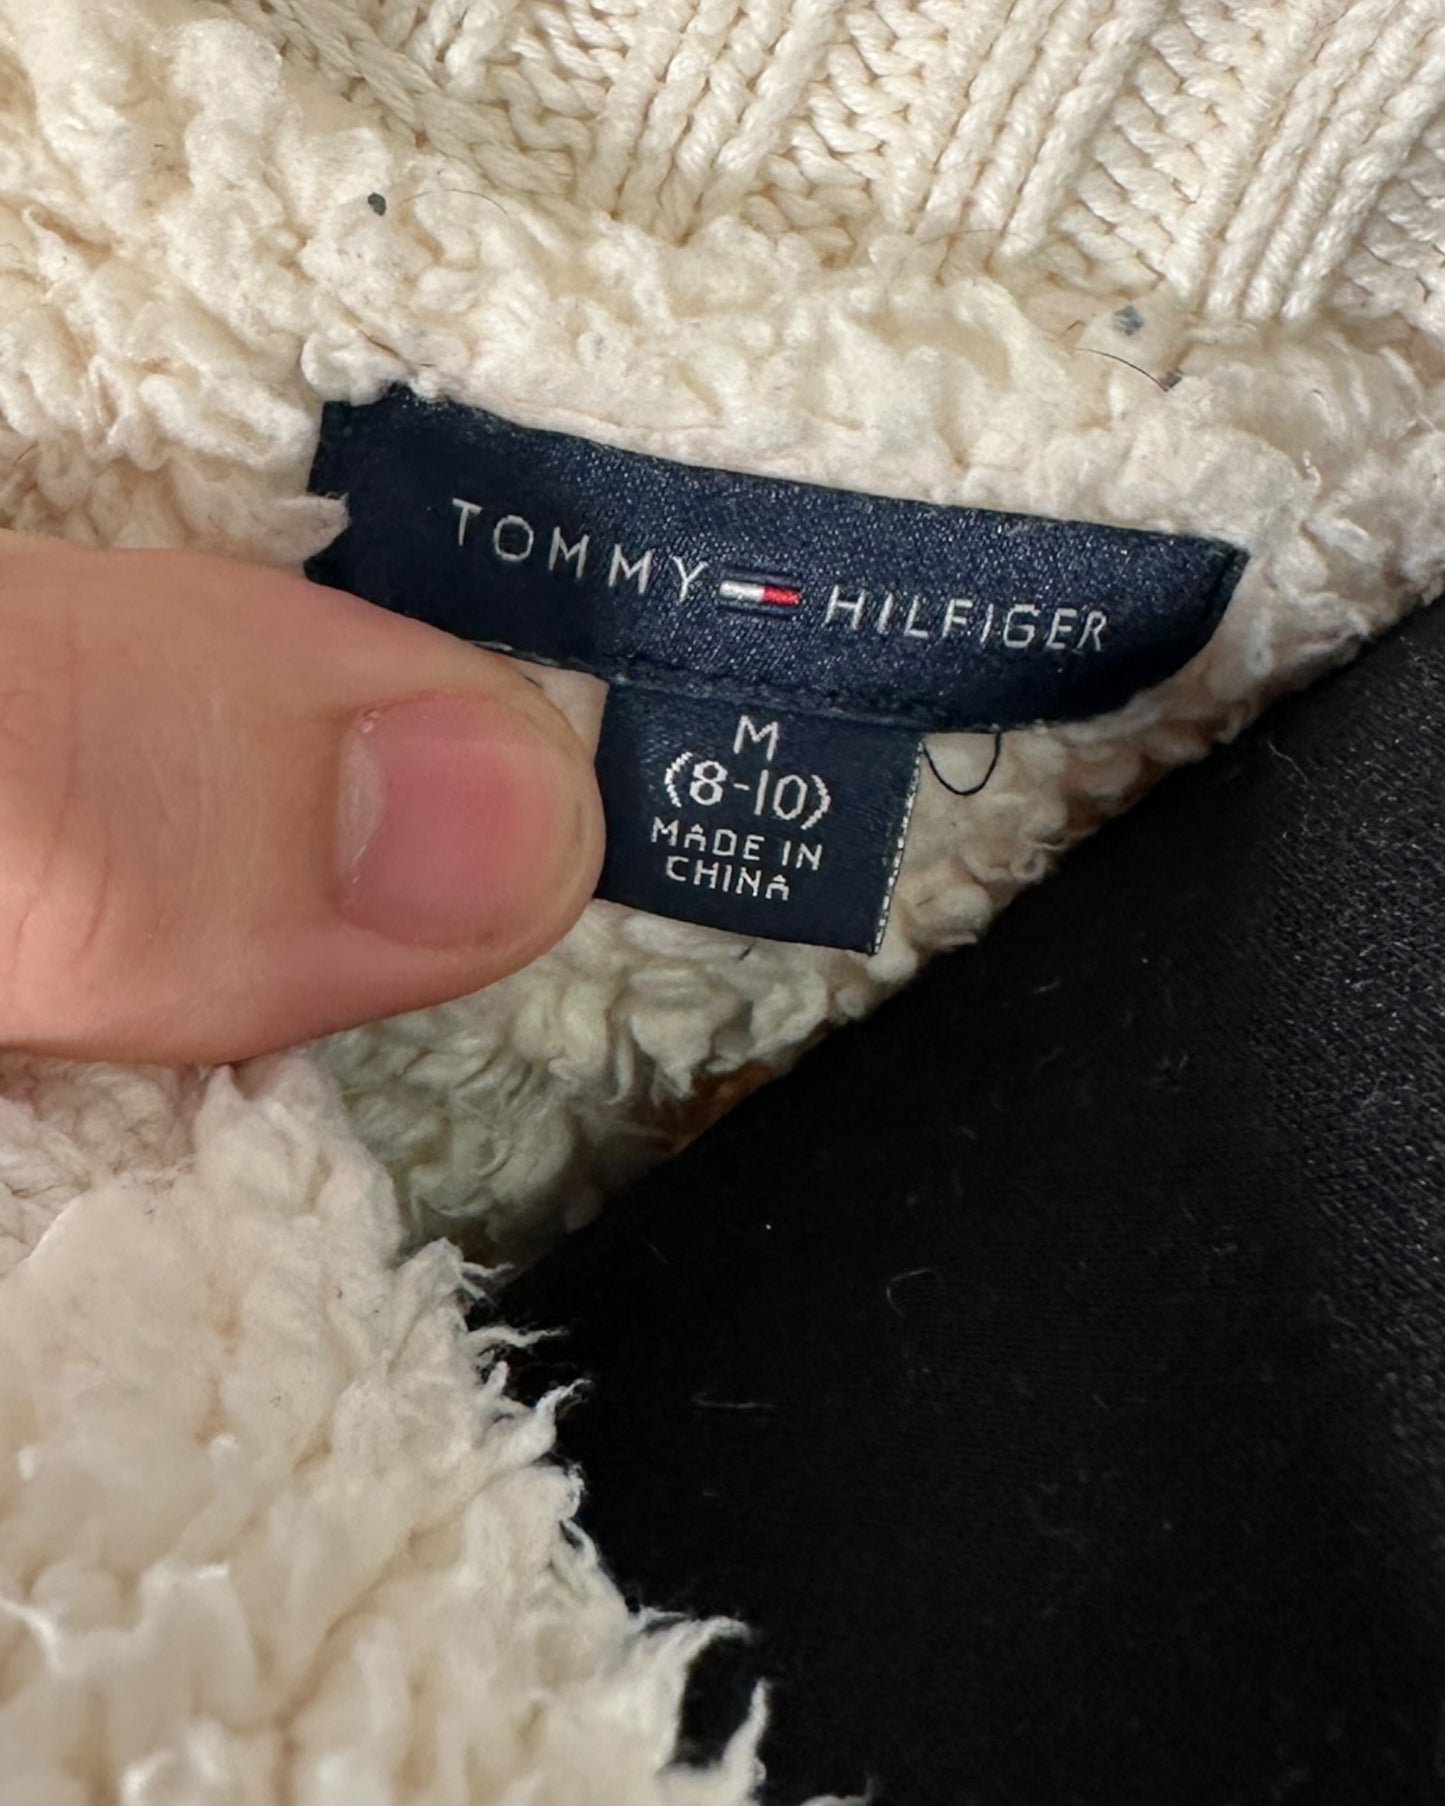 TOMMY HILFIGER
M
(8-10)
MADE IN
CHINA